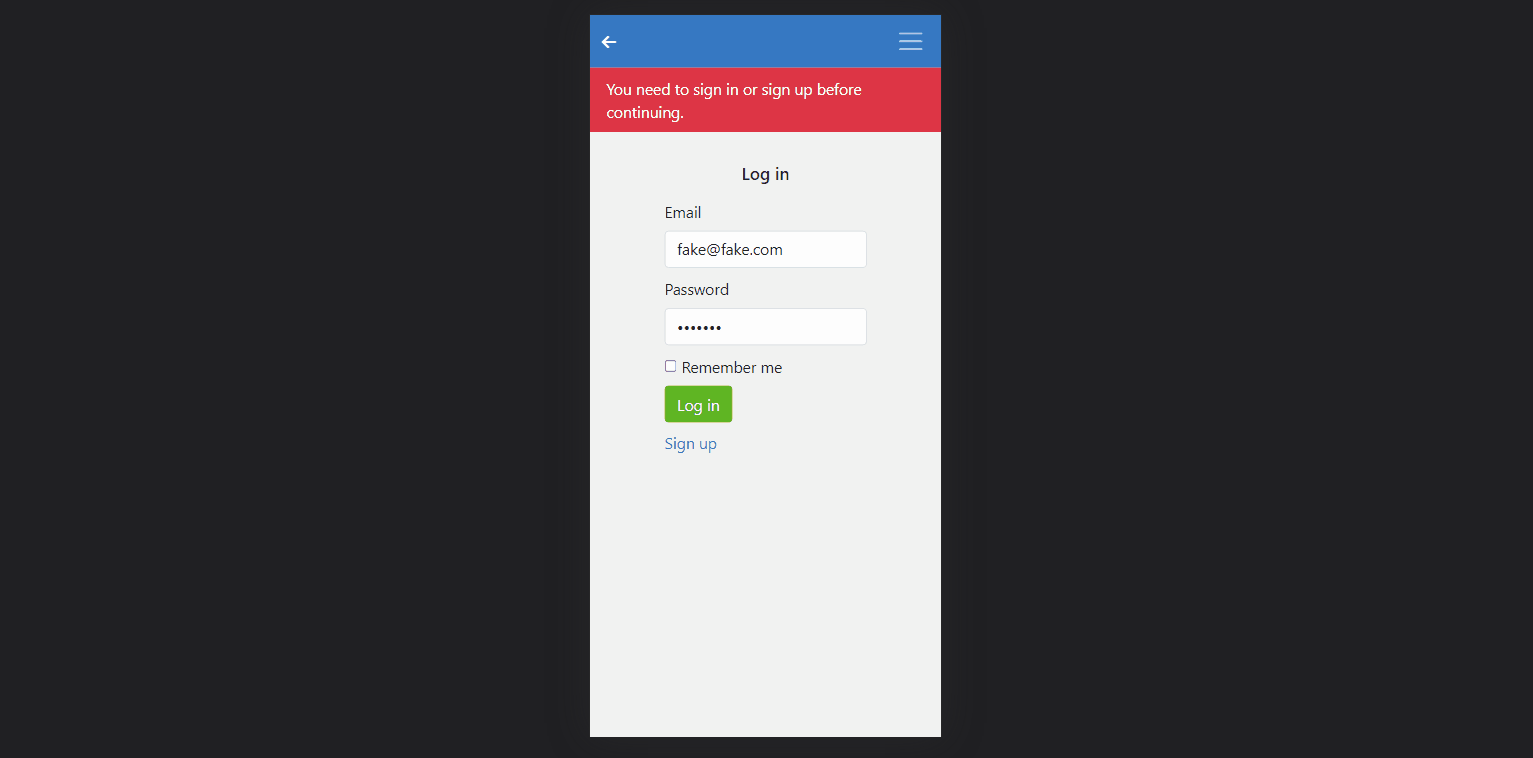 You need to sign in or sign up before
continuing.
Log in
Email
fake@fake.com
Password
•••••••
Remember me
Log in
Sign up